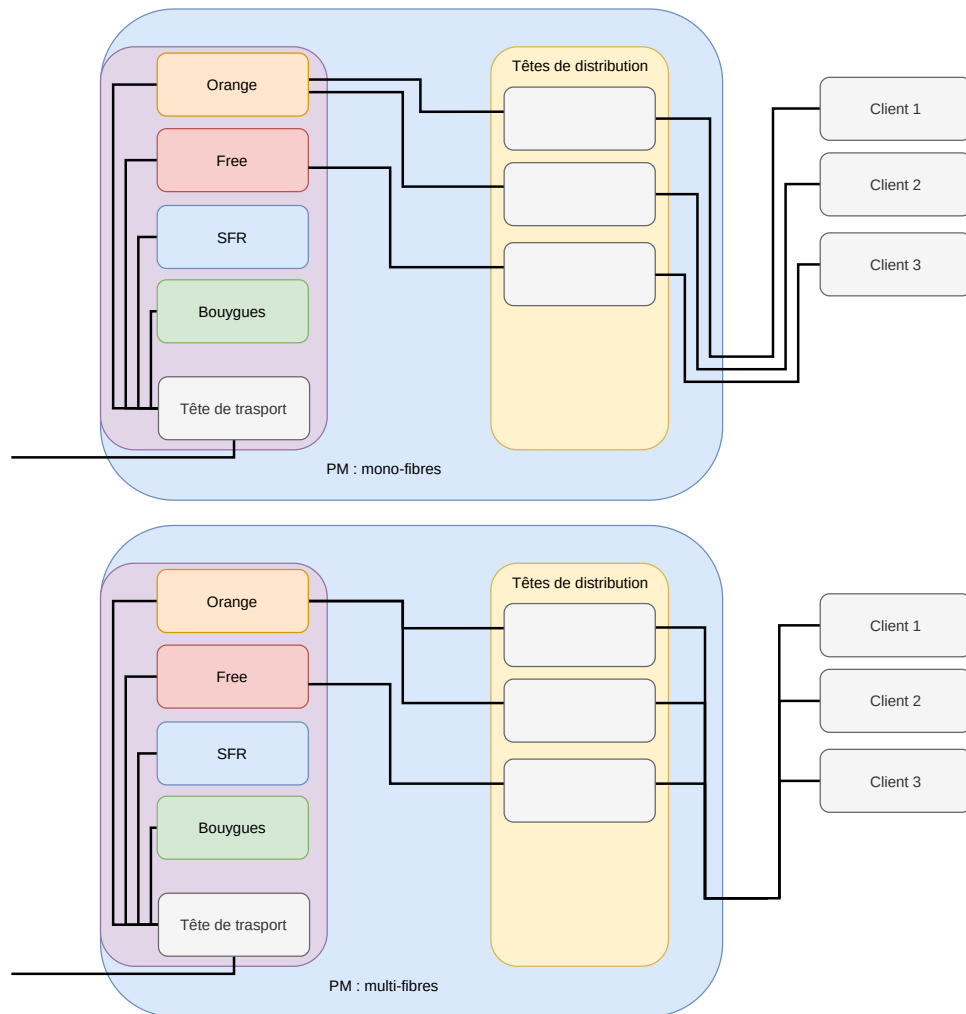 Orange
Têtes de distribution
Client 1
Free
Client 2
SFR
Client 3
Bouygues
Tête de trasport
PM : mono-fibres
Orange
Têtes de distribution
Client 1
Free
Client 2
SFR
Client 3
Bouygues
Tête de trasport
PM : multi-fibres